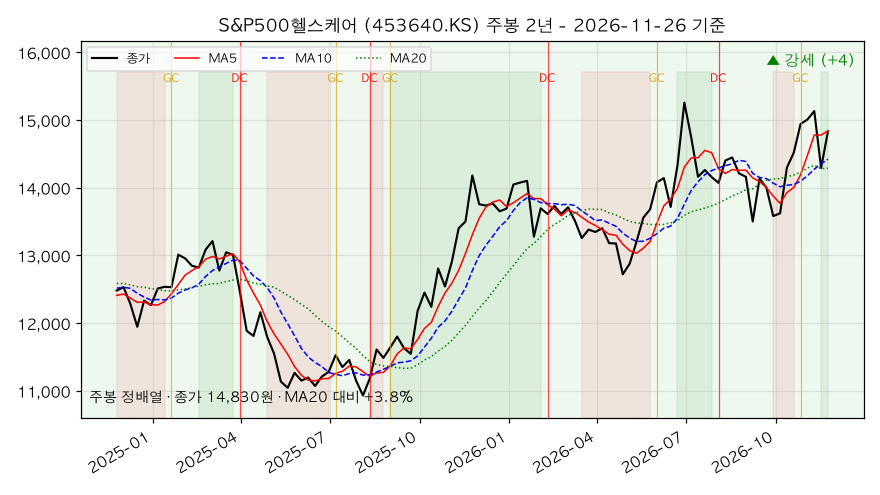 S&P500헬스케어 (453640.KS) 주봉 2년 – 2026-11-26 기준
종가 MA5 MA10 MA20
▲ 강세 (+4)
GC DC GC DC GC DC GC DC GC
16,000
15,000
14,000
13,000
12,000
11,000
주봉 정배열 · 종가 14,830원 · MA20 대비 +3.8%
2025-01 2025-04 2025-07 2025-10 2026-01 2026-04 2026-07 2026-10